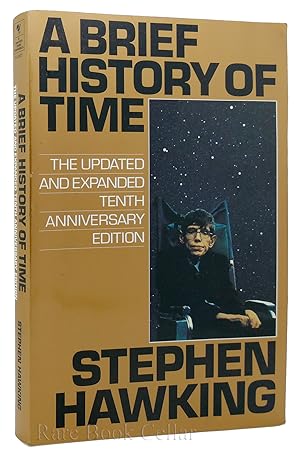 A BRIEF
HISTORY OF
TIME
THE UPDATED
AND EXPANDED
TENTH
ANNIVERSARY
EDITION
STEPHEN
HAWKING
A BRIEF HISTORY OF TIME
STEPHEN HAWKING
Rare Book Cellar